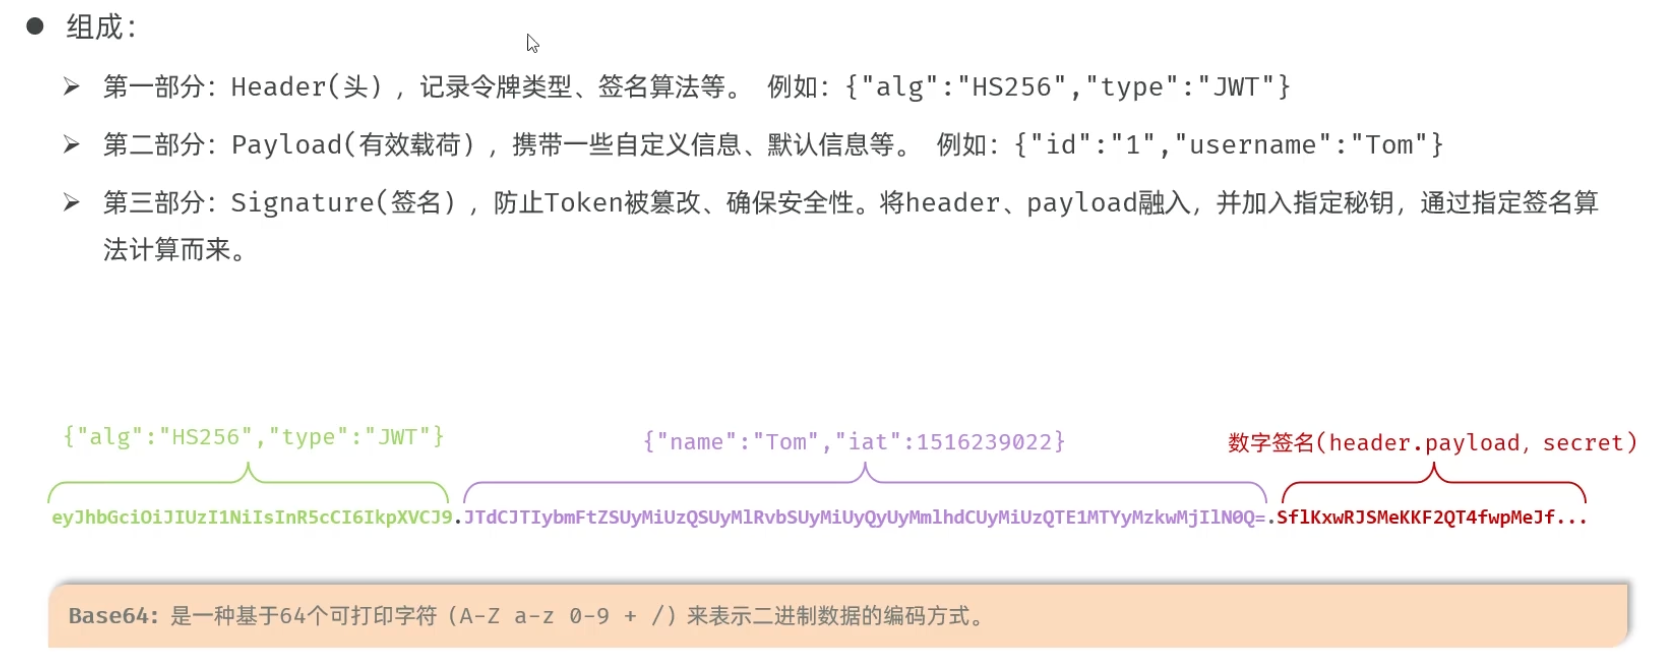 ● 组成：
➢ 第一部分：Header(头)，记录令牌类型、签名算法等。 例如：{"alg":"HS256","type":"JWT"}
➢ 第二部分：Payload(有效载荷)，携带一些自定义信息、默认信息等。 例如：{"id":"1","username":"Tom"}
➢ 第三部分：Signature(签名)，防止Token被篡改、确保安全性。将header、payload融入，并加入指定秘钥，通过指定签名算
法计算而来。
{"alg":"HS256","type":"JWT"} {"name":"Tom","iat":1516239022} 数字签名(header.payload, secret)
eyJhbGciOiJIUzI1NiIsInR5cCI6IkpXVCJ9.JTdCJTIybmFtZSUyMiUzQSUyMlRvbSUyMiUyQyUyMmlhdCUyMiUzQTE1MTYyMzkwMjIlN0Q=.SflKxwRJSMeKKF2QT4fwpMeJf...
Base64：是一种基于64个可打印字符（A-Z a-z 0-9 + /）来表示二进制数据的编码方式。